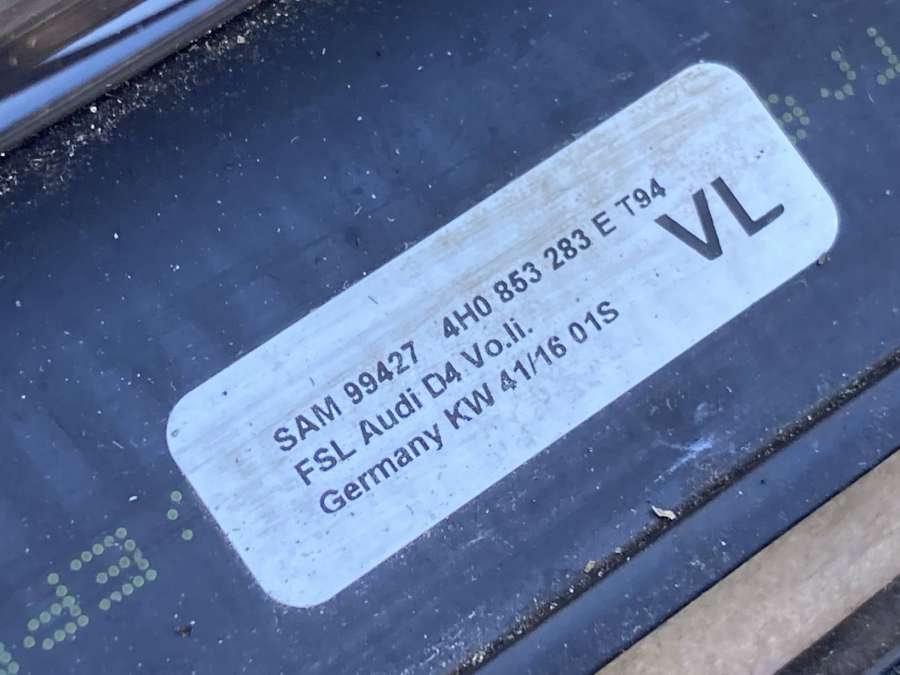 SAM 99427 4H0 853 283 E T94
FSL Audi D4 Vo.li.
Germany KW 41/16 01S
VL